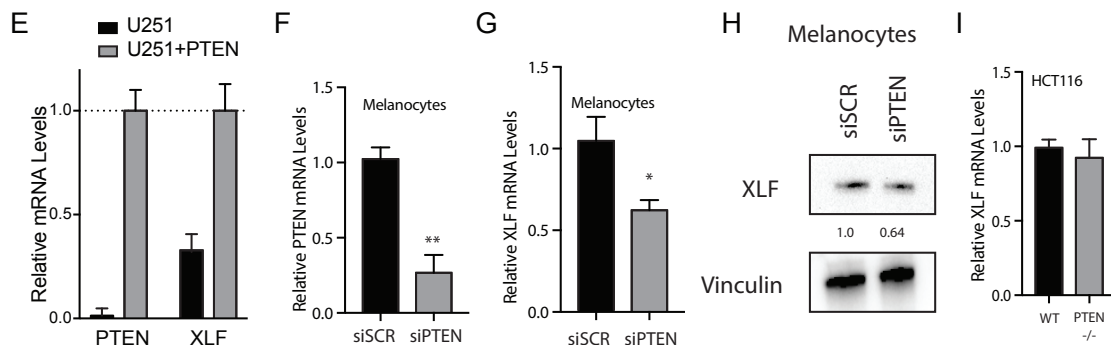 E
U251
U251+PTEN
Relative mRNA Levels
1.0
0.5
0.0
PTEN XLF
F
Relative PTEN mRNA Levels
1.5
1.0
0.5
0.0
Melanocytes
**
siSCR siPTEN
G
Relative XLF mRNA Levels
1.5
1.0
0.5
0.0
Melanocytes
*
siSCR siPTEN
H
Melanocytes
siSCR
siPTEN
XLF
1.0 0.64
Vinculin
I
Relative XLF mRNA Levels
1.5
1.0
0.5
0.0
HCT116
WT PTEN
-/-